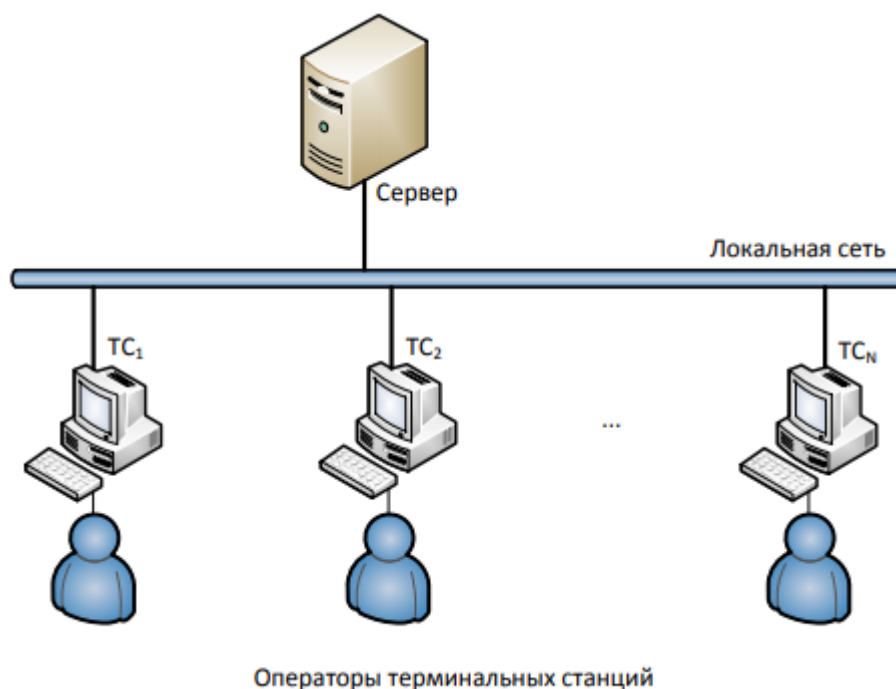 Сервер
Локальная сеть
ТС₁
ТС₂
ТСN
...
Операторы терминальных станций